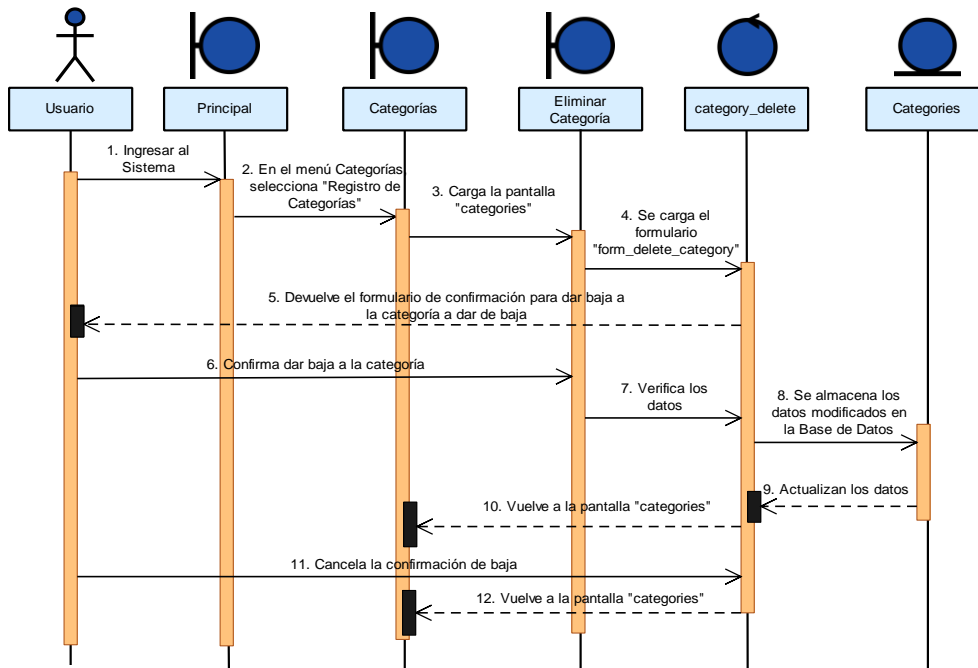 Usuario
Principal
Categorías
Eliminar
Categoría
category_delete
Categories
1. Ingresar al
Sistema
2. En el menú Categorías,
selecciona "Registro de
Categorías"
3. Carga la pantalla
"categories"
4. Se carga el
formulario
"form_delete_category"
5. Devuelve el formulario de confirmación para dar baja a
la categoría a dar de baja
6. Confirma dar baja a la categoría
7. Verifica los
datos
8. Se almacena los
datos modificados en
la Base de Datos
9. Actualizan los datos
10. Vuelve a la pantalla "categories"
11. Cancela la confirmación de baja
12. Vuelve a la pantalla "categories"